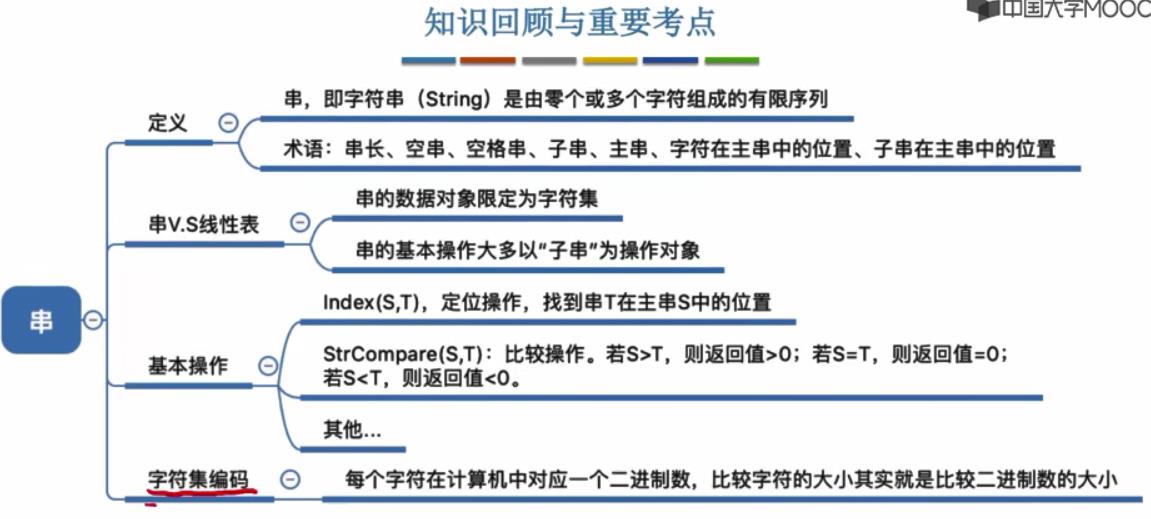 知识回顾与重要考点
中国大学MOOC
定义
串，即字符串（String）是由零个或多个字符组成的有限序列
术语：串长、空串、空格串、子串、主串、字符在主串中的位置、子串在主串中的位置
串V.S线性表
串的数据对象限定为字符集
串的基本操作大多以“子串”为操作对象
串
基本操作
Index(S,T)，定位操作，找到串T在主串S中的位置
StrCompare(S,T)：比较操作。若S>T，则返回值>0；若S=T，则返回值=0；
若S<T，则返回值<0。
其他...
字符集编码
每个字符在计算机中对应一个二进制数，比较字符的大小其实就是比较二进制数的大小